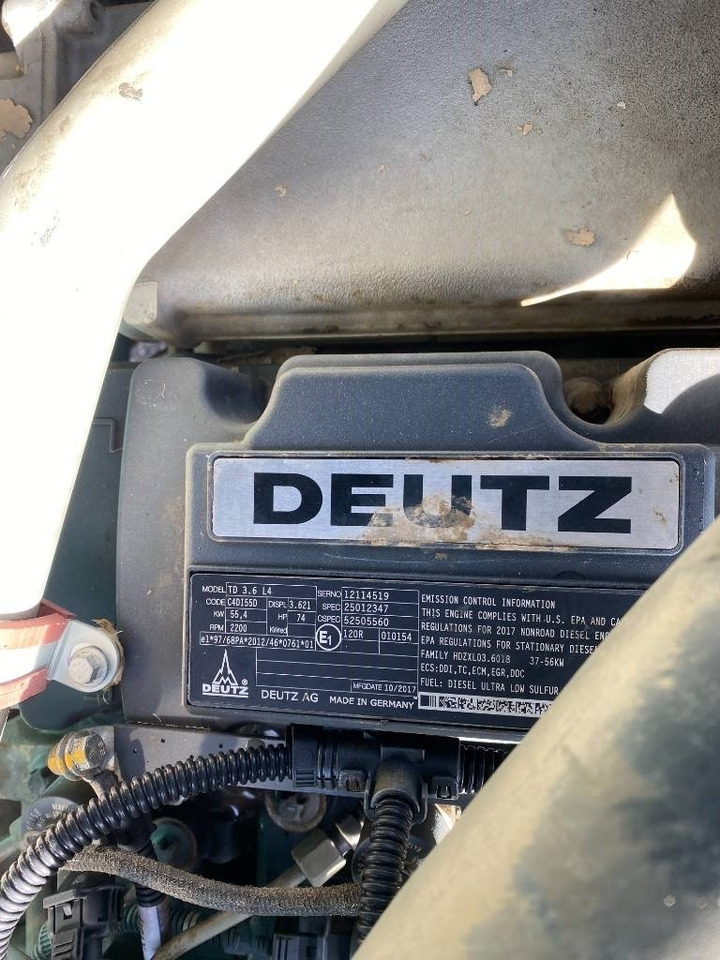 DEUTZ
MODEL TD 3.6 L4
CODE C4DI55D DISPL 3.621
KW 55,4 HP 74
RPM 2200 KWred
e1*97/68PA*2012/46*0761*01
SERNO 12114519
SPEC 25012347
CSPEC 52505560
E1 120R 010154
DEUTZ
DEUTZ AG
MFGDATE 10/2017
MADE IN GERMANY
EMISSION CONTROL INFORMATION
THIS ENGINE COMPLIES WITH U.S. EPA AND
REGULATIONS FOR 2017 NONROAD DIESEL
EPA REGULATIONS FOR STATIONARY
FAMILY HDZXL03.6018 37-56KW
ECS:DDI,TC,ECM,EGR,DOC
FUEL: DIESEL ULTRA LOW SULFUR